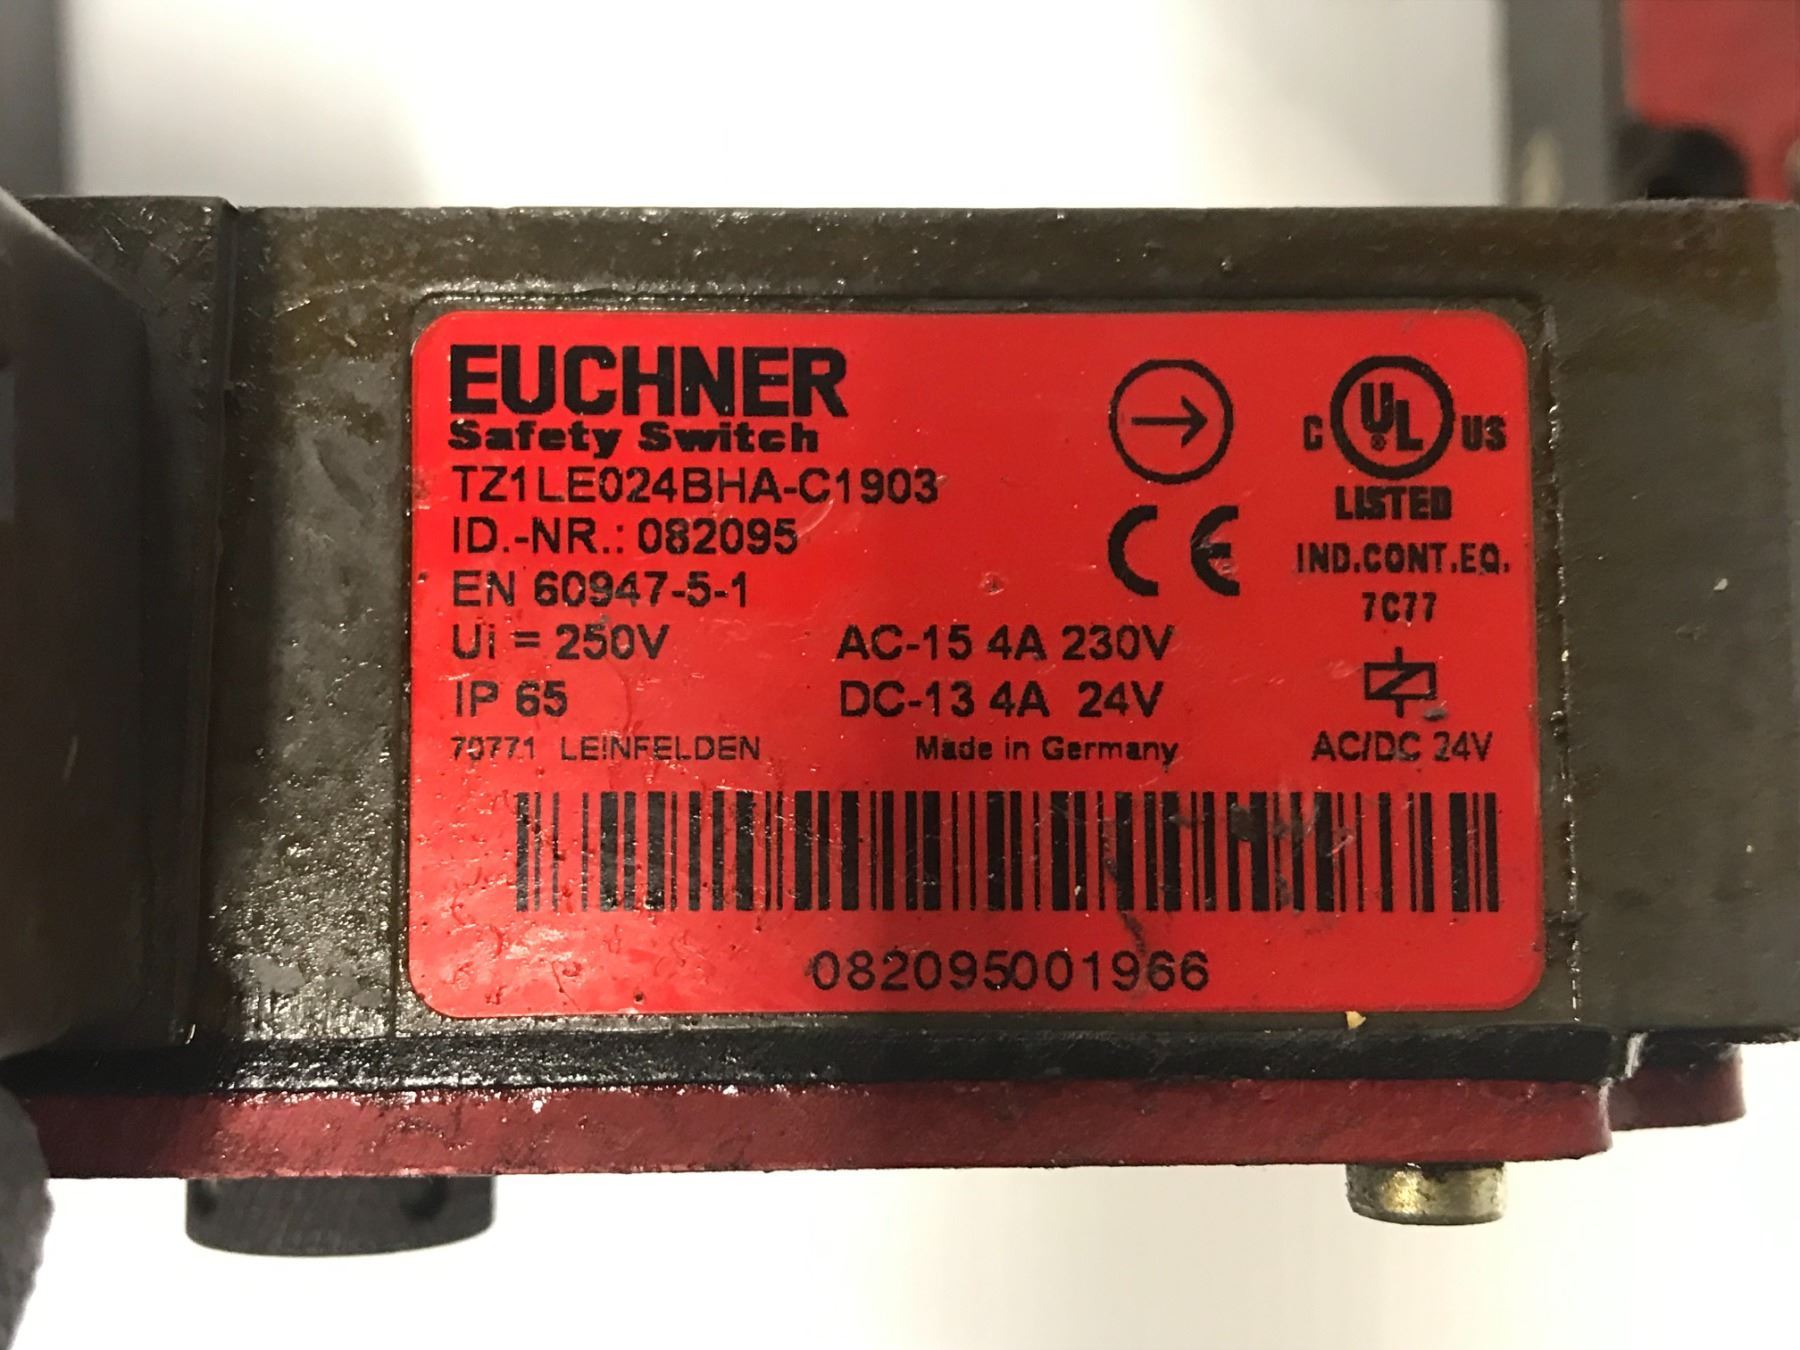 EUCHNER
Safety Switch
TZ1LE024BHA-C1903
ID.-NR.: 082095
EN 60947-5-1
Ui = 250V
IP 65
70771 LEINFELDEN
AC-15 4A 230V
DC-13 4A 24V
Made in Germany
CE
C UL® US
LISTED
IND.CONT.EQ.
7C77
AC/DC 24V
082095001966